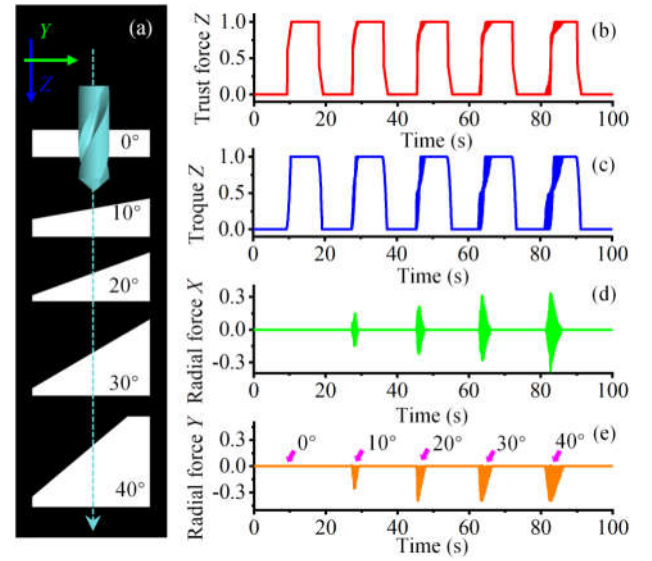 (a)
Y
Z
0°
10°
20°
30°
40°
(b)
Trust force Z
1.0
0.5
0.0
0 20 40 60 80 100
Time (s)
(c)
Troque Z
1.0
0.5
0.0
0 20 40 60 80 100
Time (s)
(d)
Radial force X
0.3
0.0
-0.3
0 20 40 60 80 100
Time (s)
(e)
Radial force Y
0.3
0.0
-0.3
0° 10° 20° 30° 40°
0 20 40 60 80 100
Time (s)